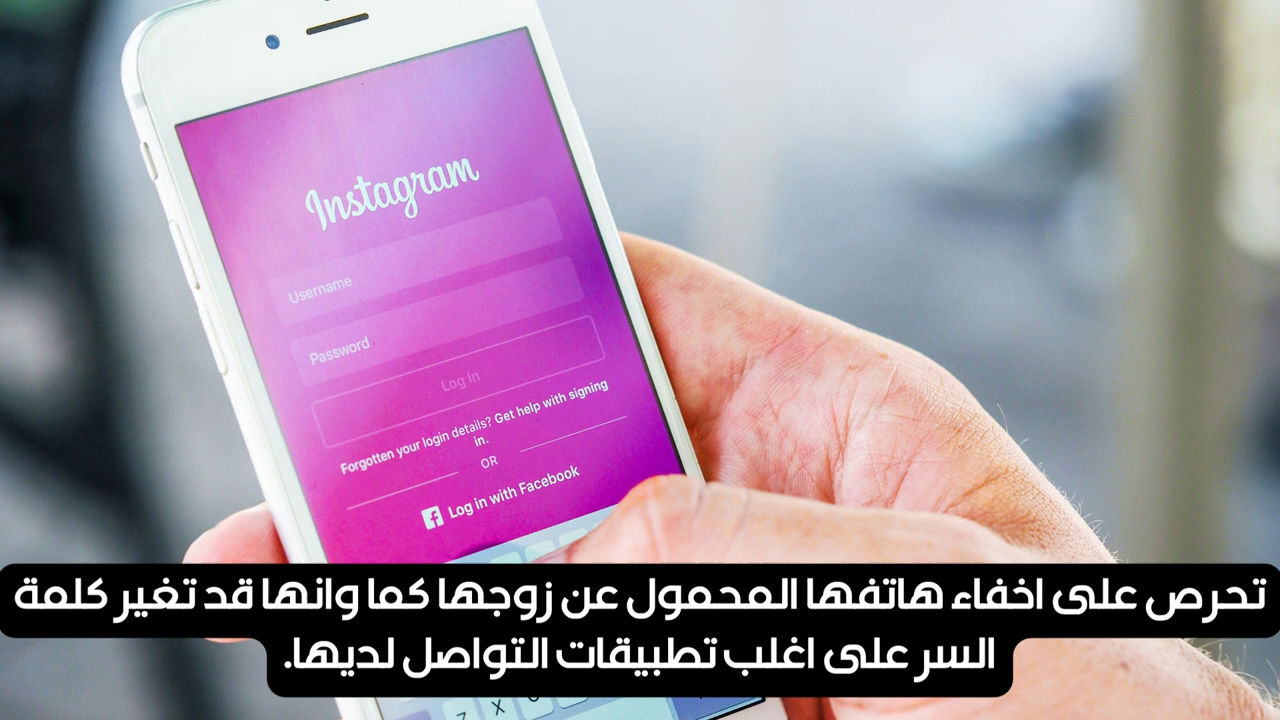 Instagram
Username
Password
Log In
Forgotten your login details? Get help with signing
in.
OR
Log in with Facebook
Z X
تحرص على اخفاء هاتفها المحمول عن زوجها كما وانها قد تغير كلمة
السر على اغلب تطبيقات التواصل لديها.